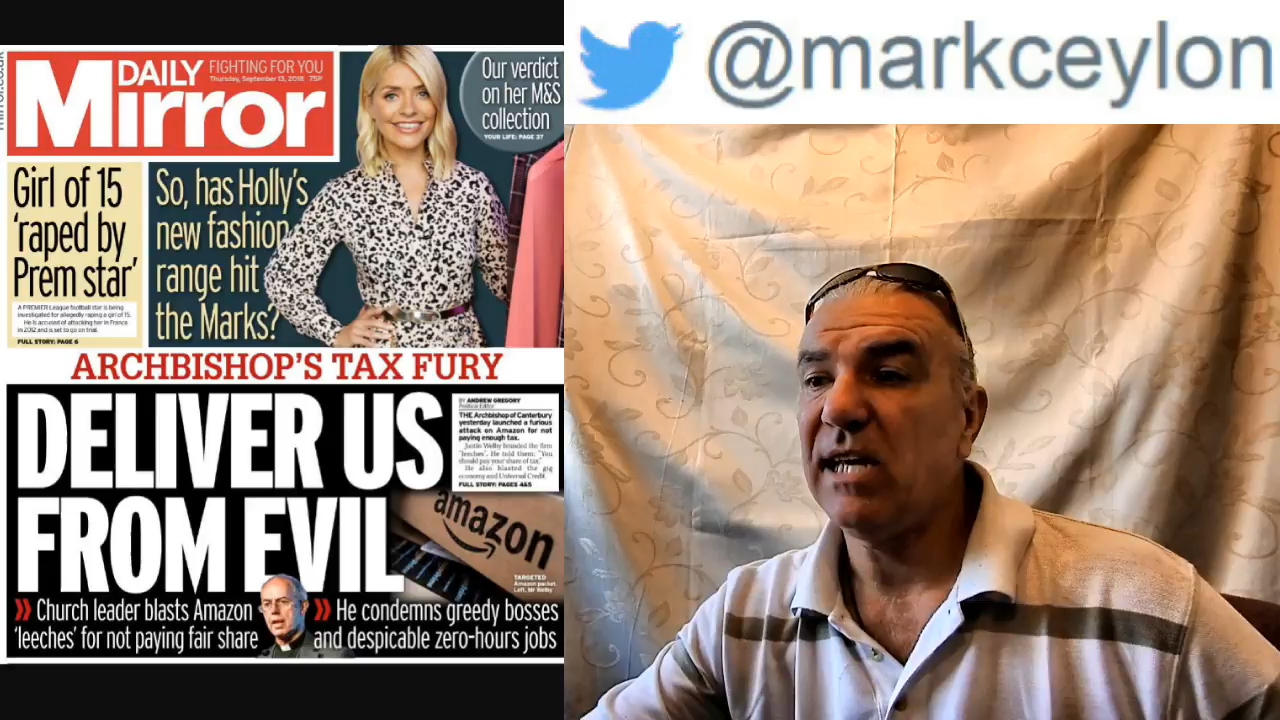 @markceylon
mirror.co.uk
DAILY
Mirror
FIGHTING FOR YOU
Thursday, September 13, 2018 75P
Our verdict
on her M&S
collection
YOUR LIFE: PAGE 37
Girl of 15
'raped by
Prem star'
A PREMIER League football star is being
investigated for allegedly raping a girl of 15.
He is accused of attacking her in France
in 2012 and is set to go on trial.
FULL STORY: PAGE 6
So, has Holly's
new fashion
range hit
the Marks?
ARCHBISHOP'S TAX FURY
DELIVER US
FROM EVIL
BY ANDREW GREGORY
Political Editor
THE Archbishop of Canterbury
yesterday launched a furious
attack on Amazon for not
paying enough tax.
Justin Welby branded the firm
"leeches". He told them: "You
should pay your share of tax."
He also blasted the gig
economy and Universal Credit.
FULL STORY: PAGES 4&5
amazon
TARGETED
Amazon packet.
Left, Mr Welby
» Church leader blasts Amazon
'leeches' for not paying fair share
» He condemns greedy bosses
and despicable zero-hours jobs